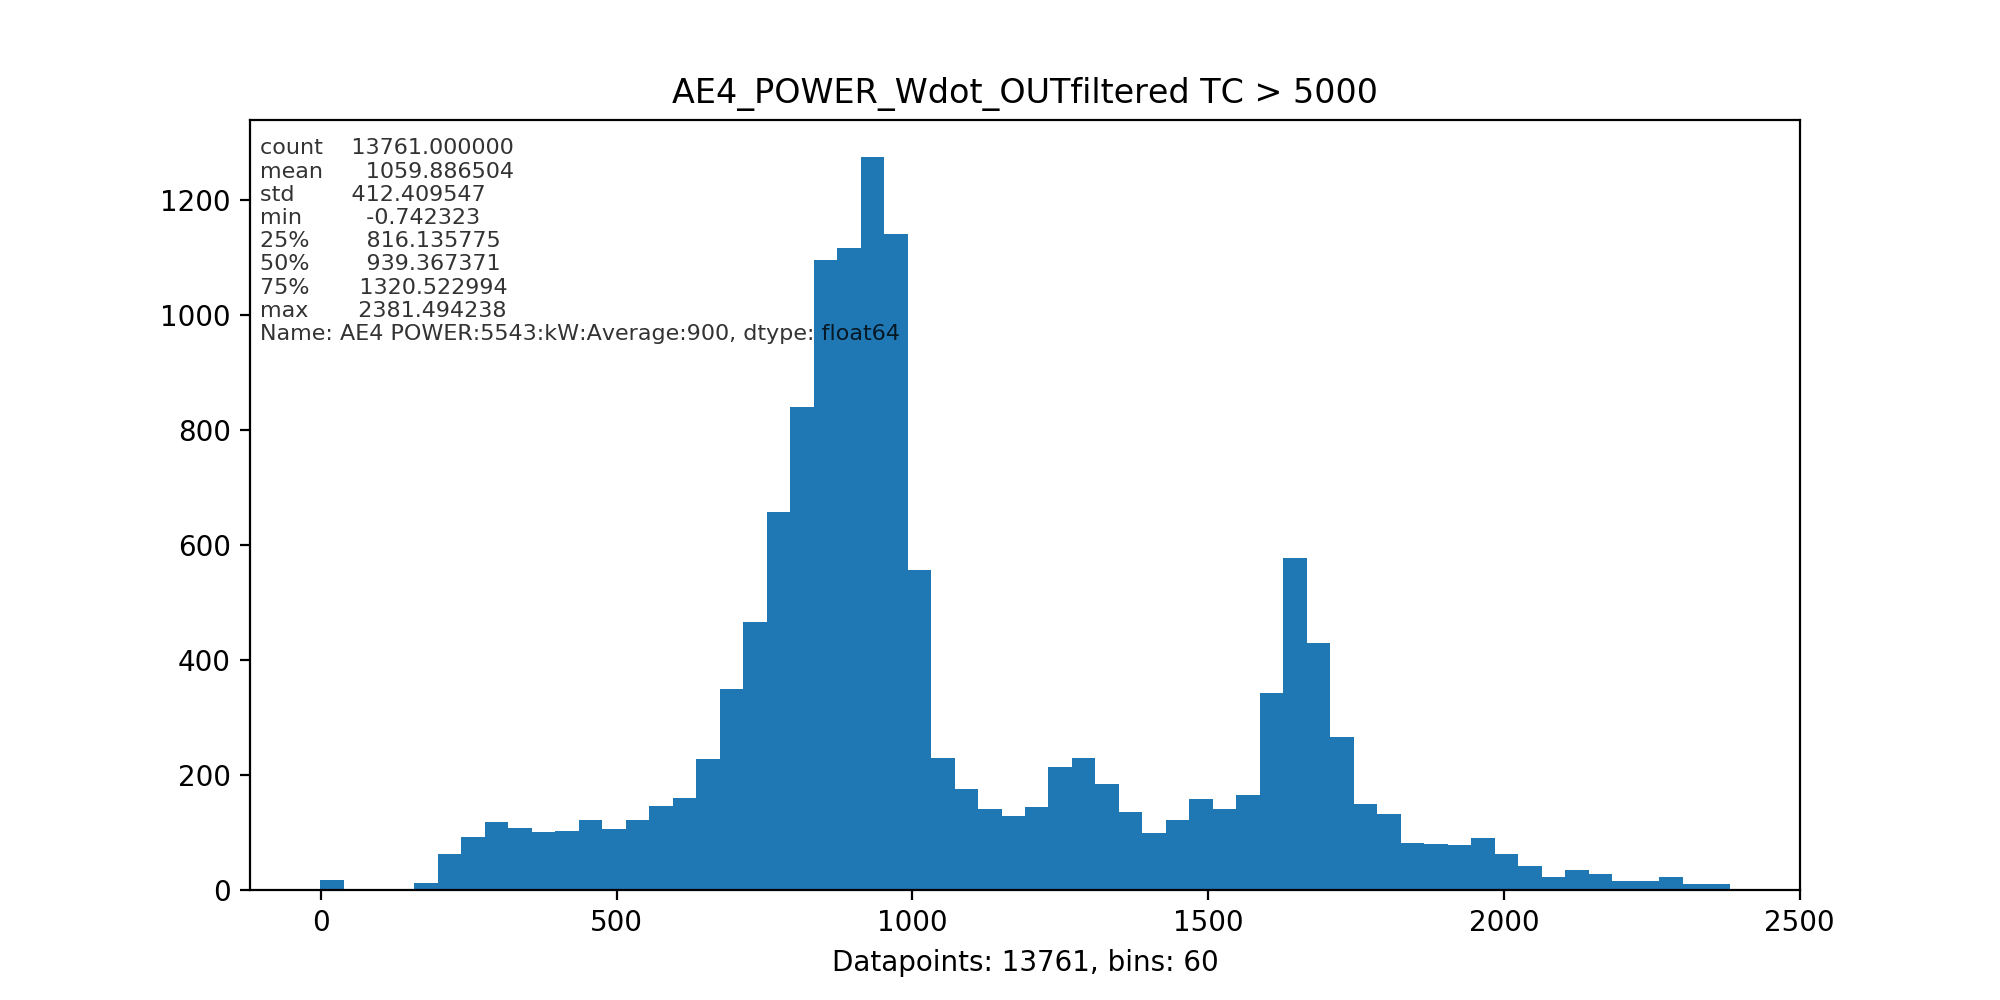 AE4_POWER_Wdot_OUTfiltered TC > 5000
count 13761.000000
mean 1059.886504
std 412.409547
min -0.742323
25% 816.135775
50% 939.367371
75% 1320.522994
max 2381.494238
Name: AE4 POWER:5543:kW:Average:900, dtype: float64
1200
1000
800
600
400
200
0
0 500 1000 1500 2000 2500
Datapoints: 13761, bins: 60